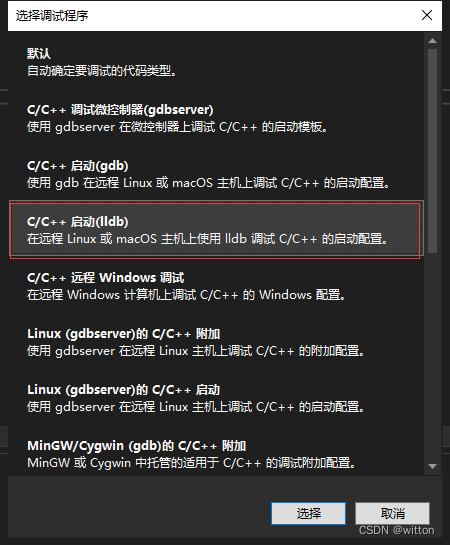 选择调试程序
默认
自动确定要调试的代码类型。
C/C++ 调试微控制器(gdbserver)
使用 gdbserver 在微控制器上调试 C/C++ 的启动模板。
C/C++ 启动(gdb)
使用 gdb 在远程 Linux 或 macOS 主机上调试 C/C++ 的启动配置。
C/C++ 启动(lldb)
在远程 Linux 或 macOS 主机上使用 lldb 调试 C/C++ 的启动配置。
C/C++ 远程 Windows 调试
在远程 Windows 计算机上调试 C/C++ 的 Windows 配置。
Linux (gdbserver)的 C/C++ 附加
使用 gdbserver 在远程 Linux 主机上调试 C/C++ 的附加配置。
Linux (gdbserver)的 C/C++ 启动
使用 gdbserver 在远程 Linux 主机上调试 C/C++ 的启动配置。
MinGW/Cygwin (gdb)的 C/C++ 附加
MinGW 或 Cygwin 中托管的适用于 C/C++ 的调试附加配置。
选择 取消
CSDN @witton